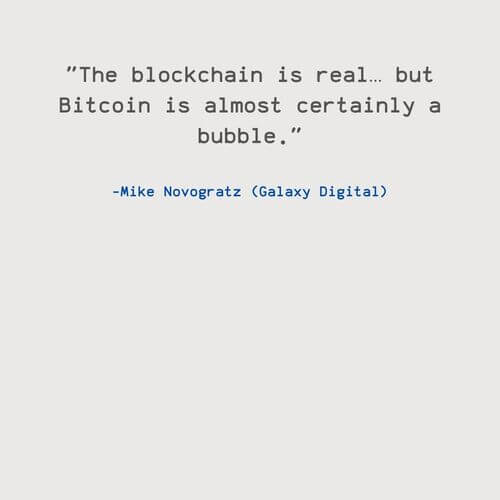 "The blockchain is real… but
Bitcoin is almost certainly a
bubble."
-Mike Novogratz (Galaxy Digital)